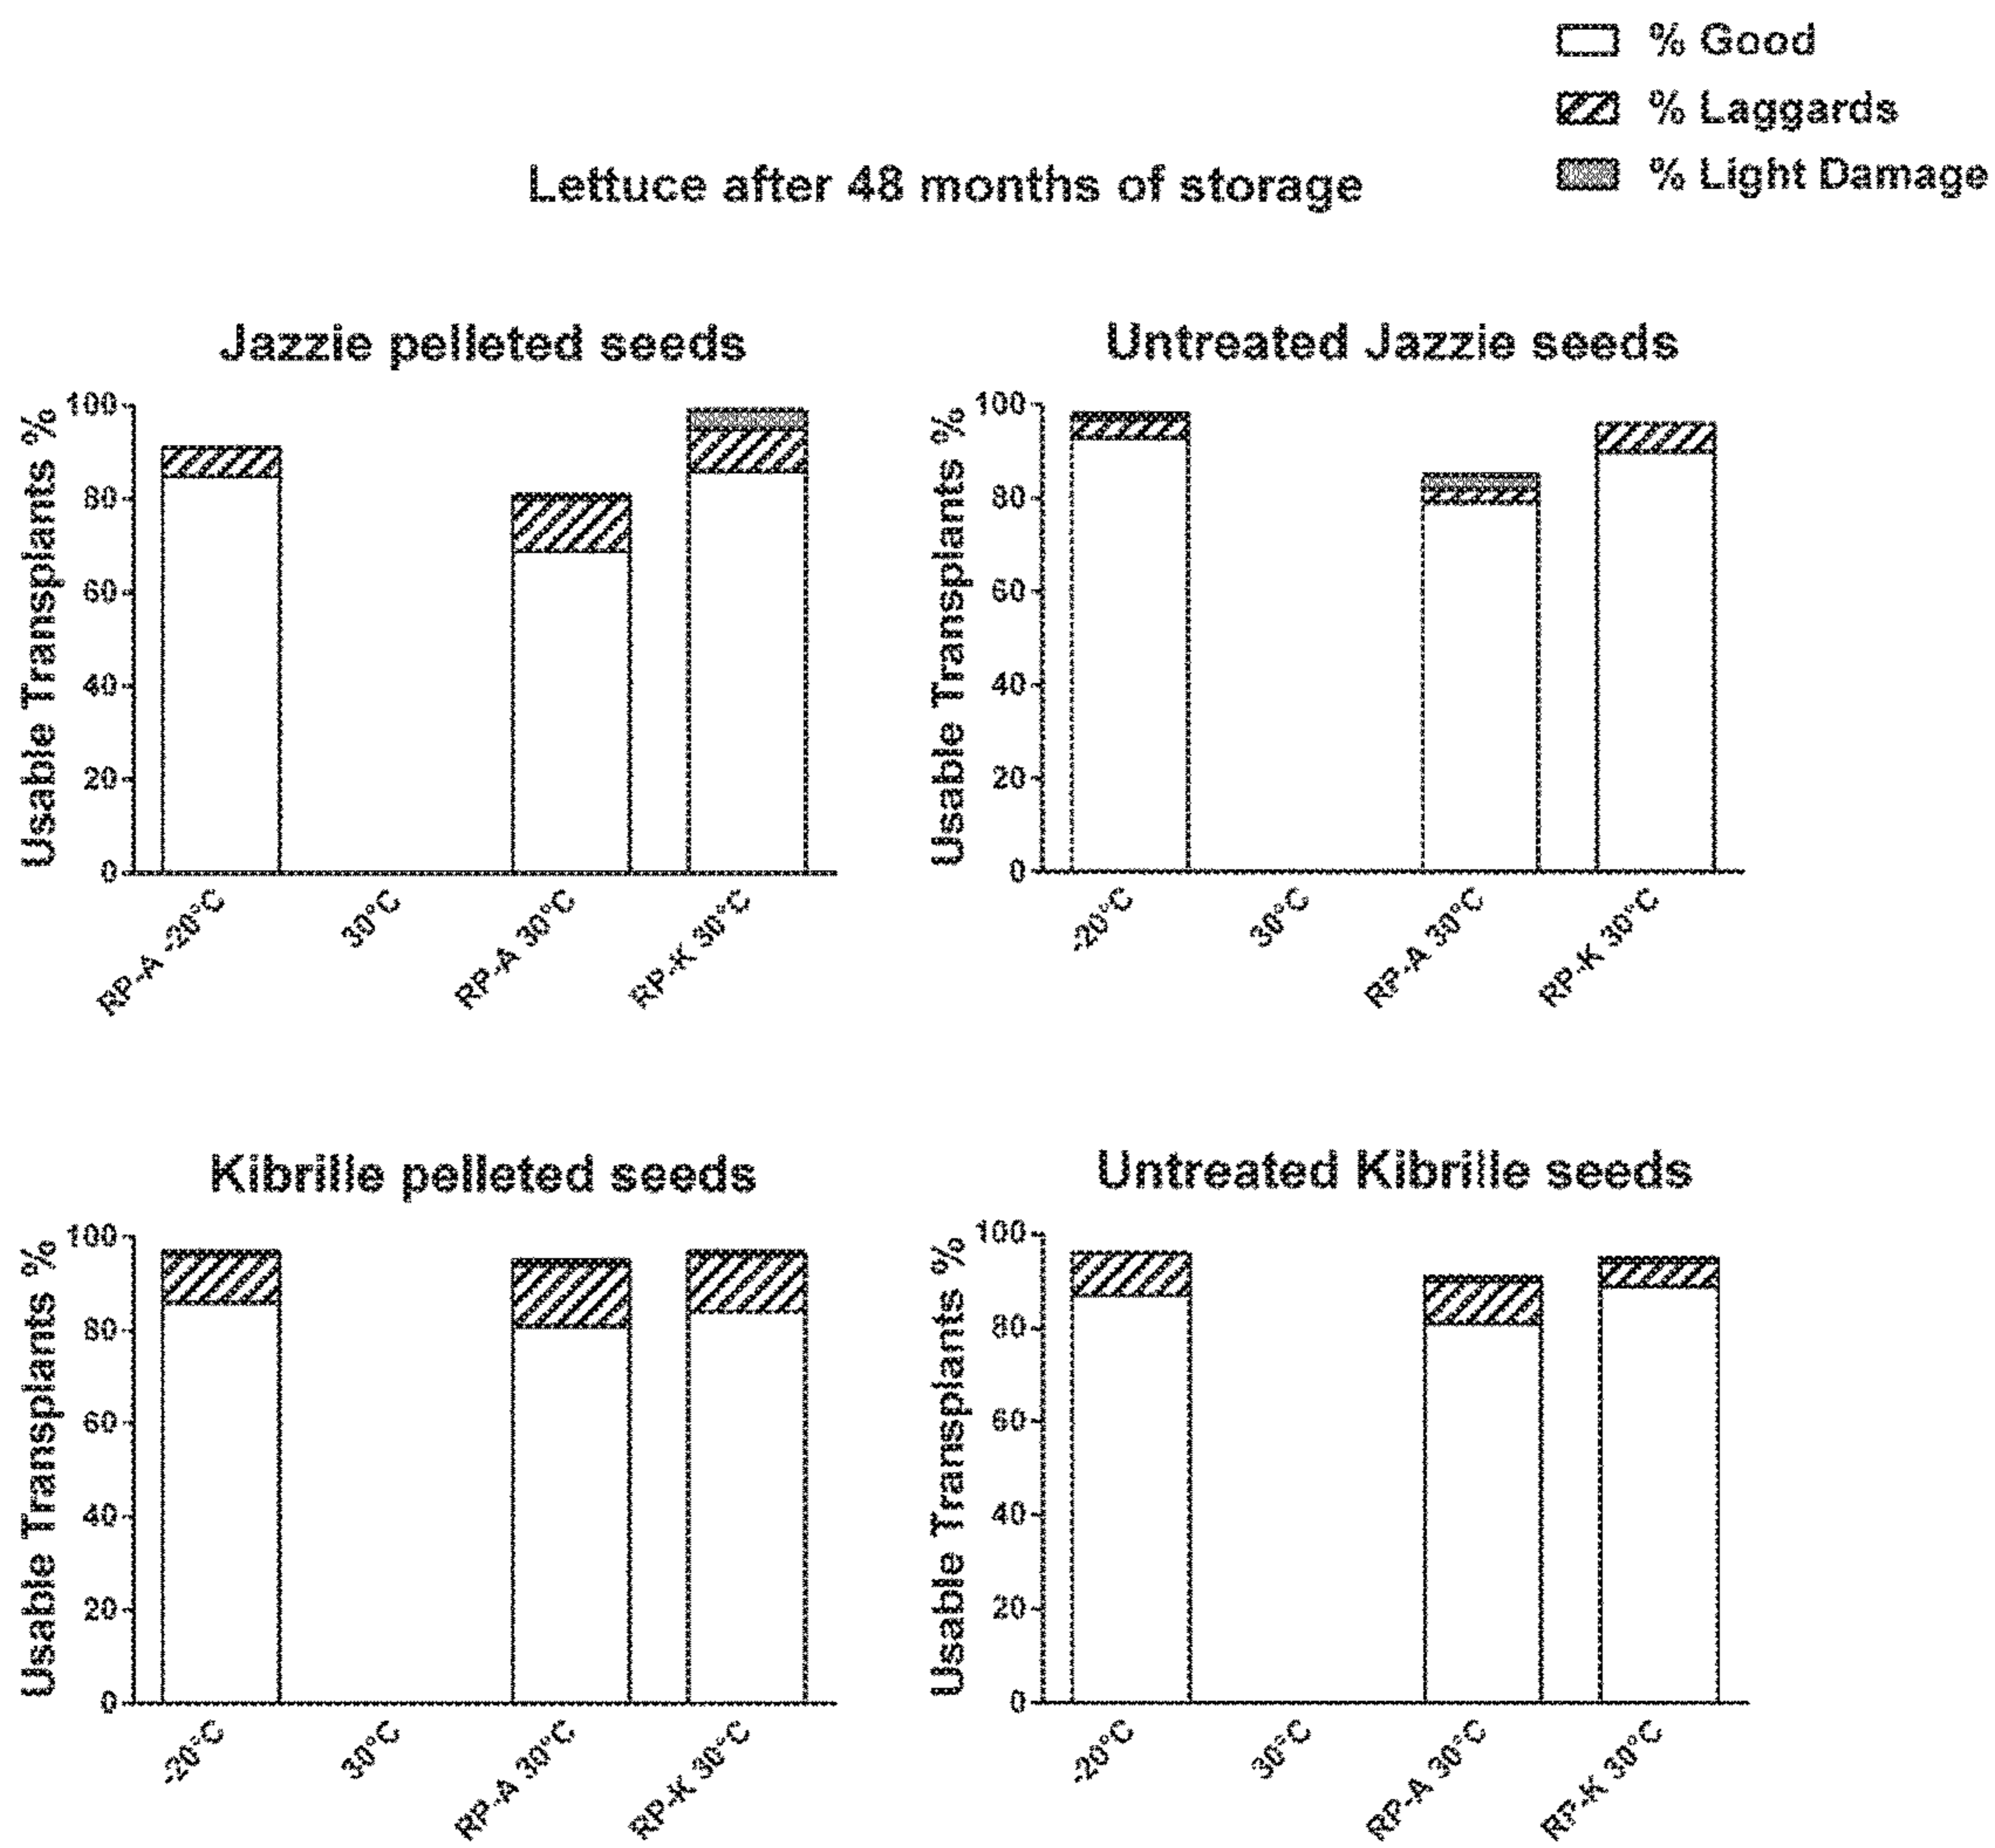 % Good
% Laggards
% Light Damage
Lettuce after 48 months of storage
Jazzie pelleted seeds
Usable Transplants %
100
80
60
40
20
0
RP-A -20°C
30°C
RP-A 30°C
RP-K 30°C
Untreated Jazzie seeds
Usable Transplants %
100
80
60
40
20
0
-20°C
30°C
RP-A 30°C
RP-K 30°C
Kibrille pelleted seeds
Usable Transplants %
100
80
60
40
20
0
-20°C
30°C
RP-A 30°C
RP-K 30°C
Untreated Kibrille seeds
Usable Transplants %
100
80
60
40
20
0
-20°C
30°C
RP-A 30°C
RP-K 30°C